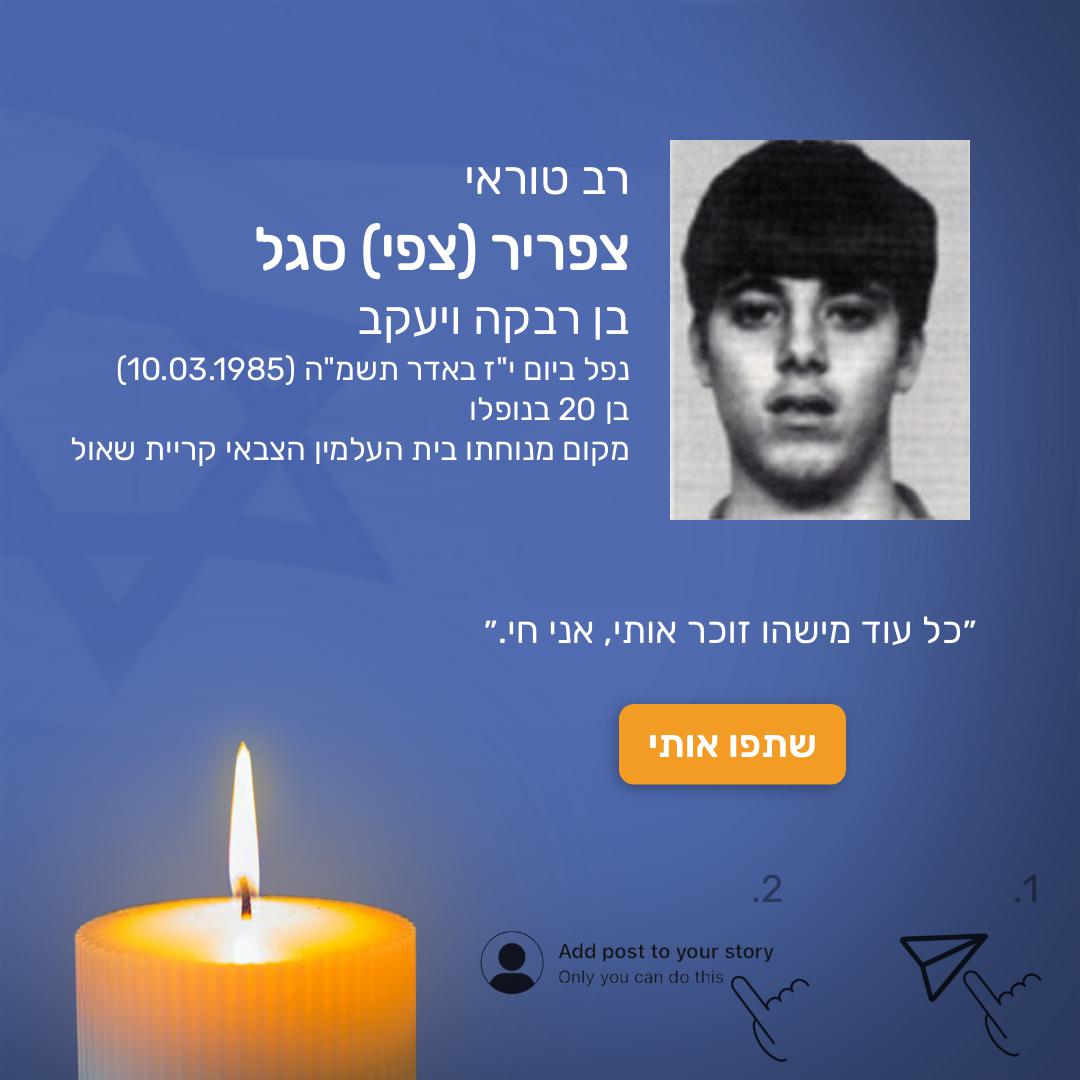 רב טוראי
צפריר (צפי) סגל
בן רבקה ויעקב
נפל ביום י"ז באדר תשמ"ה (10.03.1985)
בן 20 בנופלו
מקום מנוחתו בית העלמין הצבאי קריית שאול
״כל עוד מישהו זוכר אותי, אני חי.״
שתפו אותי
1.
2.
Add post to your story
Only you can do this